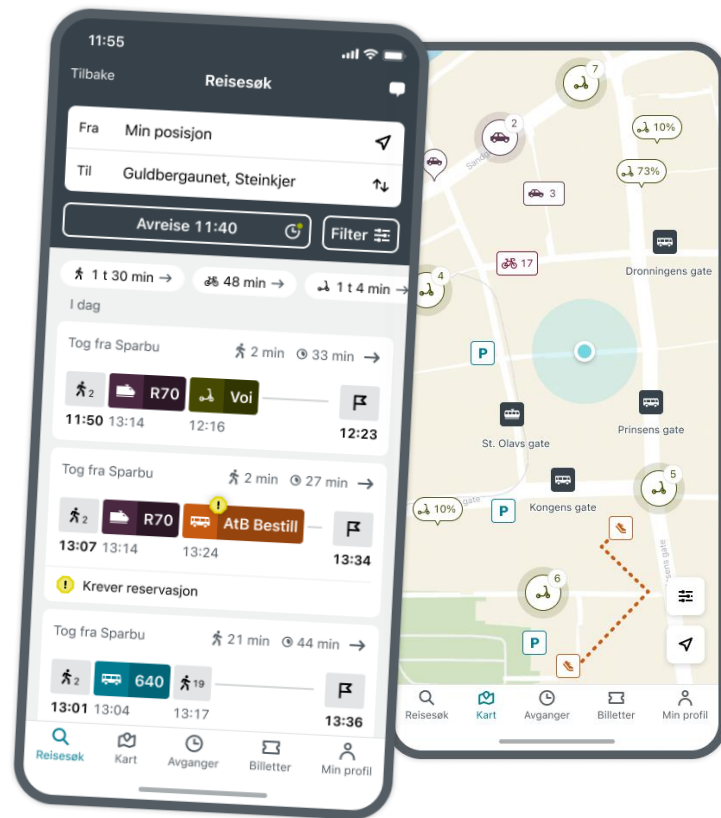 11:55
Tilbake
Reisesøk
Fra Min posisjon
Til Guldbergaunet, Steinkjer
Avreise 11:40
Filter
1 t 30 min →
48 min →
1 t 4 min →
I dag
Tog fra Sparbu 2 min 33 min →
2 R70 Voi
11:50 13:14 12:16 12:23
Tog fra Sparbu 2 min 27 min →
2 R70 AtB Bestill
13:07 13:14 13:24 13:34
! Krever reservasjon
Tog fra Sparbu 21 min 44 min →
2 640 19
13:01 13:04 13:17 13:36
Reisesøk Kart Avganger Billetter Min profil
7
2
10%
73%
3
Dronningens gate
17
4
P
Prinsens gate
St. Olavs gate
5
Kongens gate
10%
gate
P
6
P
Reisesøk Kart Avganger Billetter Min profil